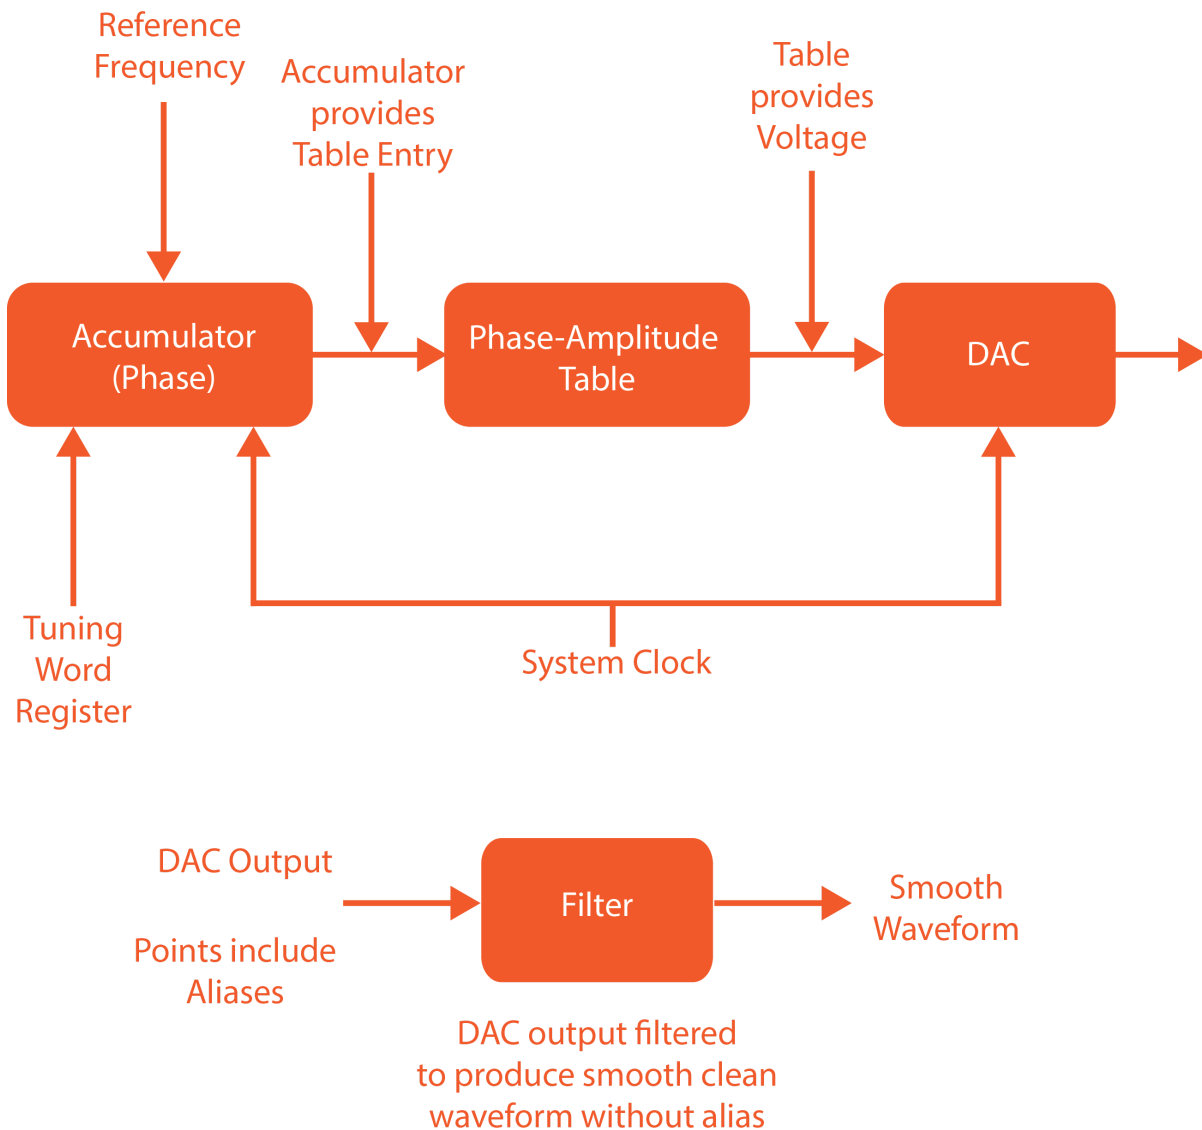 Reference
Frequency
Accumulator
provides
Table Entry
Table
provides
Voltage
Accumulator
(Phase)
Phase-Amplitude
Table
DAC
Tuning
Word
Register
System Clock
DAC Output
Points include
Aliases
Filter
Smooth
Waveform
DAC output filtered
to produce smooth clean
waveform without alias